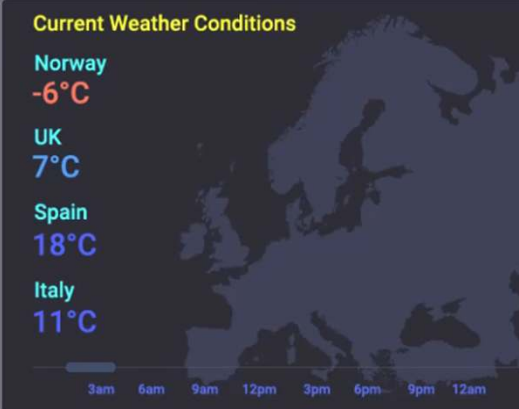 Current Weather Conditions
Norway
-6°C
UK
7°C
Spain
18°C
Italy
11°C
3am 6am 9am 12pm 3pm 6pm 9pm 12am